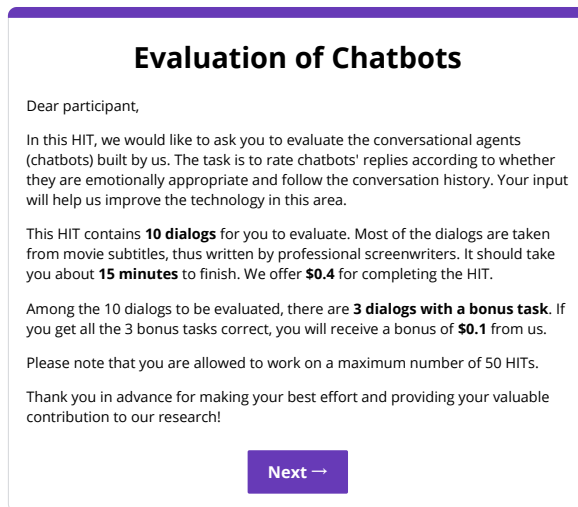 Evaluation of Chatbots
Dear participant,
In this HIT, we would like to ask you to evaluate the conversational agents
(chatbots) built by us. The task is to rate chatbots' replies according to whether
they are emotionally appropriate and follow the conversation history. Your input
will help us improve the technology in this area.
This HIT contains 10 dialogs for you to evaluate. Most of the dialogs are taken
from movie subtitles, thus written by professional screenwriters. It should take
you about 15 minutes to finish. We offer $0.4 for completing the HIT.
Among the 10 dialogs to be evaluated, there are 3 dialogs with a bonus task. If
you get all the 3 bonus tasks correct, you will receive a bonus of $0.1 from us.
Please note that you are allowed to work on a maximum number of 50 HITs.
Thank you in advance for making your best effort and providing your valuable
contribution to our research!
Next →